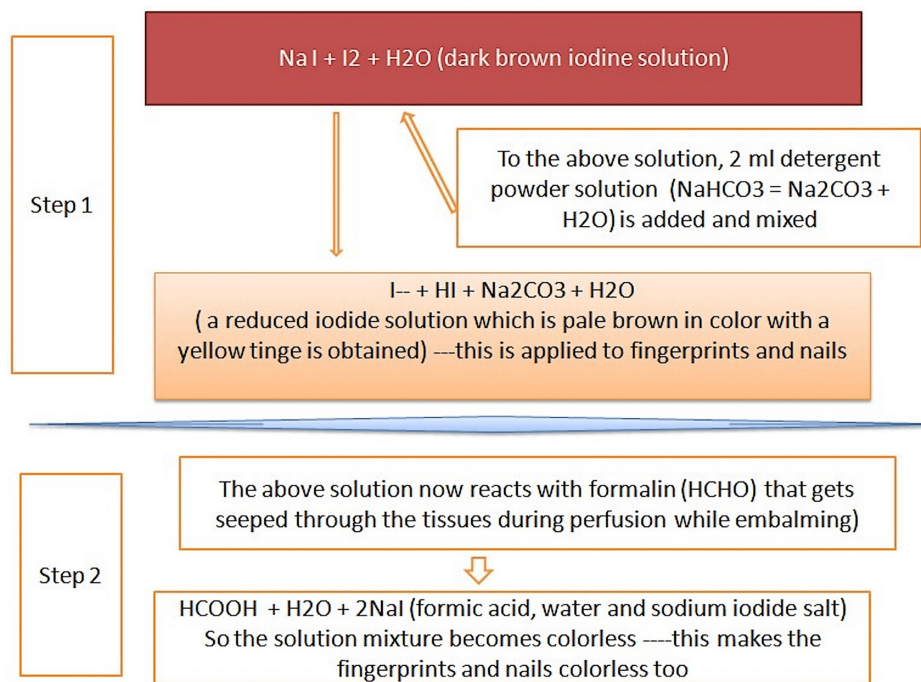 Na I + I2 + H2O (dark brown iodine solution)
Step 1
To the above solution, 2 ml detergent
powder solution (NaHCO3 = Na2CO3 +
H2O) is added and mixed
I-- + HI + Na2CO3 + H2O
( a reduced iodide solution which is pale brown in color with a
yellow tinge is obtained) ---this is applied to fingerprints and nails
Step 2
The above solution now reacts with formalin (HCHO) that gets
seeped through the tissues during perfusion while embalming)
HCOOH + H2O + 2NaI (formic acid, water and sodium iodide salt)
So the solution mixture becomes colorless ----this makes the
fingerprints and nails colorless too